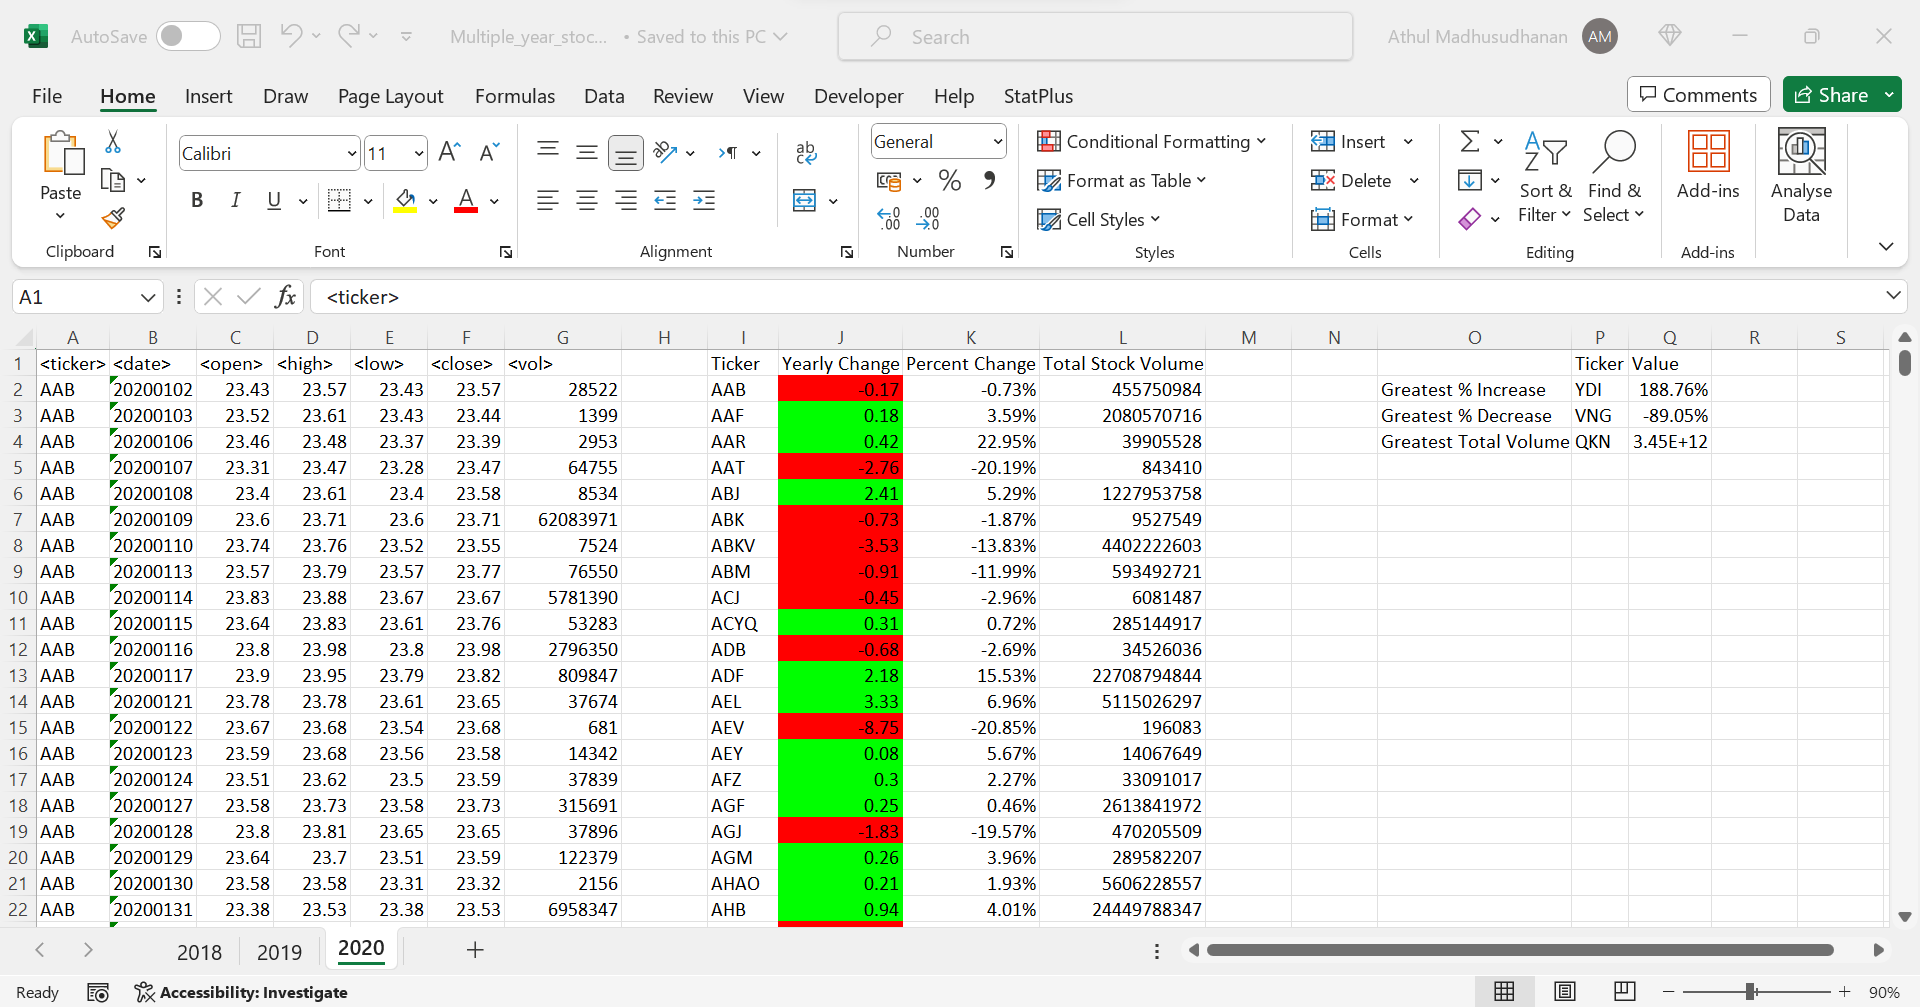 AutoSave Multiple_year_stoc... • Saved to this PC Search Athul Madhusudhanan AM
File Home Insert Draw Page Layout Formulas Data Review View Developer Help StatPlus Comments Share
Paste Calibri 11 General Conditional Formatting Insert Sort & Filter Find & Select Add-ins Analyse Data
B I U A Format as Table Delete
Cell Styles Format
Clipboard Font Alignment Number Styles Cells Editing Add-ins
A1 fx <ticker>
A B C D E F G H I J K L M N O P Q R S
1 <ticker> <date> <open> <high> <low> <close> <vol> Ticker Yearly Change Percent Change Total Stock Volume Ticker Value
2 AAB 20200102 23.43 23.57 23.43 23.57 28522 AAB -0.17 -0.73% 455750984 Greatest % Increase YDI 188.76%
3 AAB 20200103 23.52 23.61 23.43 23.44 1399 AAF 0.18 3.59% 2080570716 Greatest % Decrease VNG -89.05%
4 AAB 20200106 23.46 23.48 23.37 23.39 2953 AAR 0.42 22.95% 39905528 Greatest Total Volume QKN 3.45E+12
5 AAB 20200107 23.31 23.47 23.28 23.47 64755 AAT -2.76 -20.19% 843410
6 AAB 20200108 23.4 23.61 23.4 23.58 8534 ABJ 2.41 5.29% 1227953758
7 AAB 20200109 23.6 23.71 23.6 23.71 62083971 ABK -0.73 -1.87% 9527549
8 AAB 20200110 23.74 23.76 23.52 23.55 7524 ABKV -3.53 -13.83% 4402222603
9 AAB 20200113 23.57 23.79 23.57 23.77 76550 ABM -0.91 -11.99% 593492721
10 AAB 20200114 23.83 23.88 23.67 23.67 5781390 ACJ -0.45 -2.96% 6081487
11 AAB 20200115 23.64 23.83 23.61 23.76 53283 ACYQ 0.31 0.72% 285144917
12 AAB 20200116 23.8 23.98 23.8 23.98 2796350 ADB -0.68 -2.69% 34526036
13 AAB 20200117 23.9 23.95 23.79 23.82 809847 ADF 2.18 15.53% 22708794844
14 AAB 20200121 23.78 23.78 23.61 23.65 37674 AEL 3.33 6.96% 5115026297
15 AAB 20200122 23.67 23.68 23.54 23.68 681 AEV -8.75 -20.85% 196083
16 AAB 20200123 23.59 23.68 23.56 23.58 14342 AEY 0.08 5.67% 14067649
17 AAB 20200124 23.51 23.62 23.5 23.59 37839 AFZ 0.3 2.27% 33091017
18 AAB 20200127 23.58 23.73 23.58 23.73 315691 AGF 0.25 0.46% 2613841972
19 AAB 20200128 23.8 23.81 23.65 23.65 37896 AGJ -1.83 -19.57% 470205509
20 AAB 20200129 23.64 23.7 23.51 23.59 122379 AGM 0.26 3.96% 289582207
21 AAB 20200130 23.58 23.58 23.31 23.32 2156 AHAO 0.21 1.93% 5606228557
22 AAB 20200131 23.38 23.53 23.38 23.53 6958347 AHB 0.94 4.01% 24449788347
2018 2019 2020
Ready Accessibility: Investigate 90%